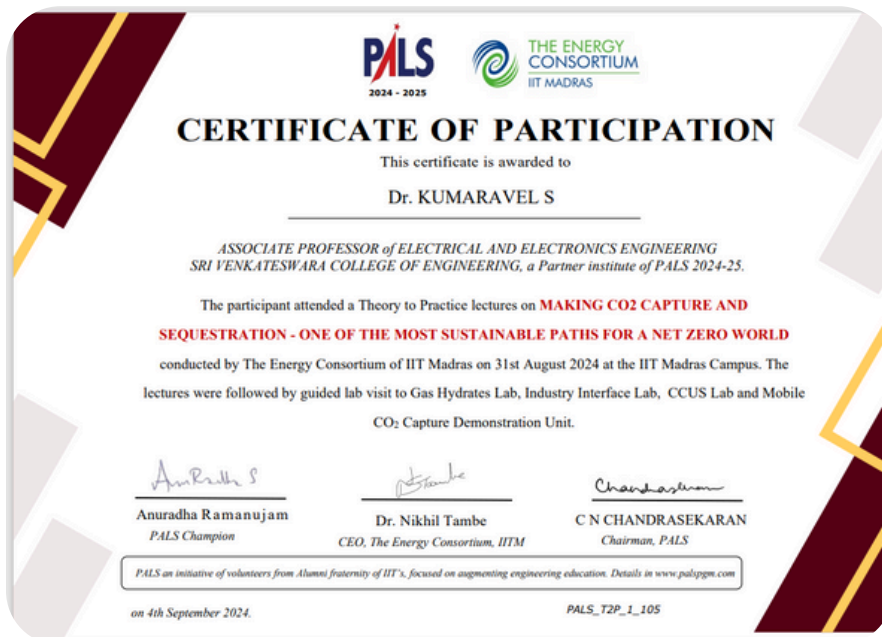 PALS
2024 - 2025
THE ENERGY
CONSORTIUM
IIT MADRAS
CERTIFICATE OF PARTICIPATION
This certificate is awarded to
Dr. KUMARAVEL S
ASSOCIATE PROFESSOR of ELECTRICAL AND ELECTRONICS ENGINEERING
SRI VENKATESWARA COLLEGE OF ENGINEERING, a Partner institute of PALS 2024-25.
The participant attended a Theory to Practice lectures on MAKING CO2 CAPTURE AND
SEQUESTRATION - ONE OF THE MOST SUSTAINABLE PATHS FOR A NET ZERO WORLD
conducted by The Energy Consortium of IIT Madras on 31st August 2024 at the IIT Madras Campus. The
lectures were followed by guided lab visit to Gas Hydrates Lab, Industry Interface Lab, CCUS Lab and Mobile
CO₂ Capture Demonstration Unit.
AnuRadha S
NTambe
Chandrasekaran
Anuradha Ramanujam
Dr. Nikhil Tambe
C N CHANDRASEKARAN
PALS Champion
CEO, The Energy Consortium, IITM
Chairman, PALS
PALS an initiative of volunteers from Alumni fraternity of IIT's, focused on augmenting engineering education. Details in www.palspgm.com
on 4th September 2024.
PALS_T2P_1_105